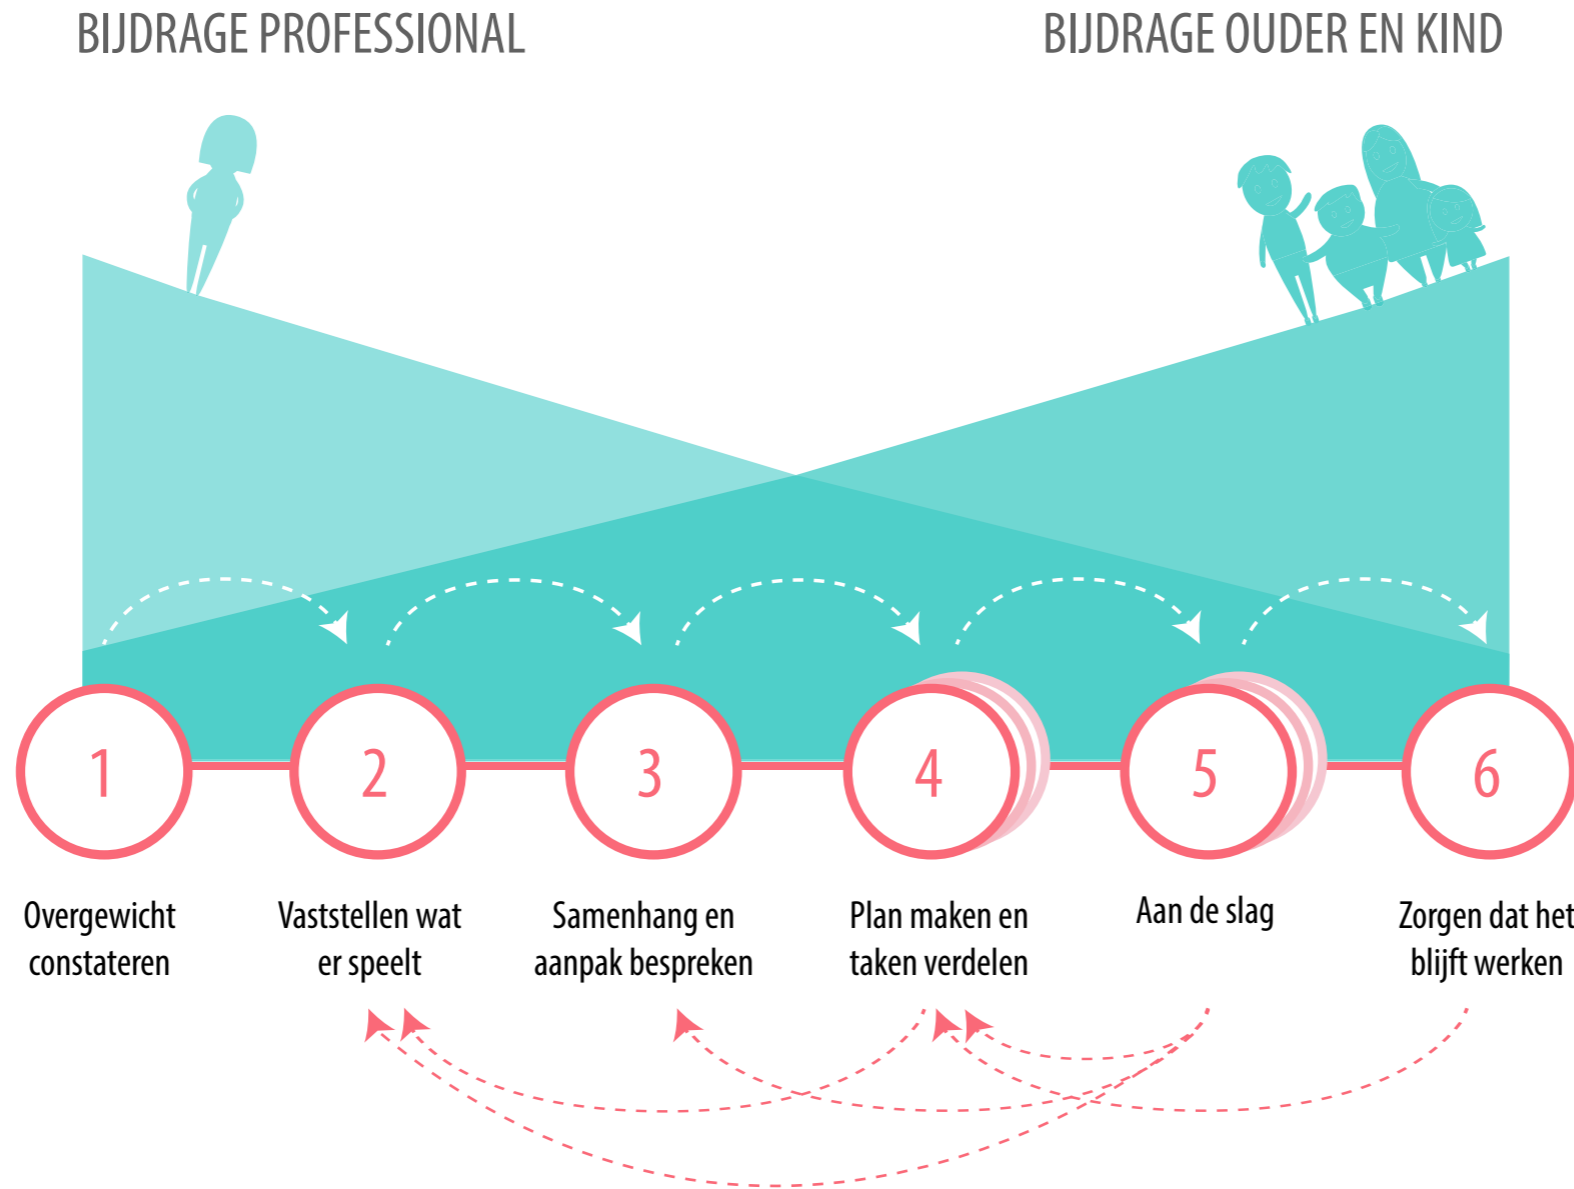 BIJDRAGE PROFESSIONAL
BIJDRAGE OUDER EN KIND
1
2
3
4
5
6
Overgewicht
constateren
Vaststellen wat
er speelt
Samenhang en
aanpak bespreken
Plan maken en
taken verdelen
Aan de slag
Zorgen dat het
blijft werken